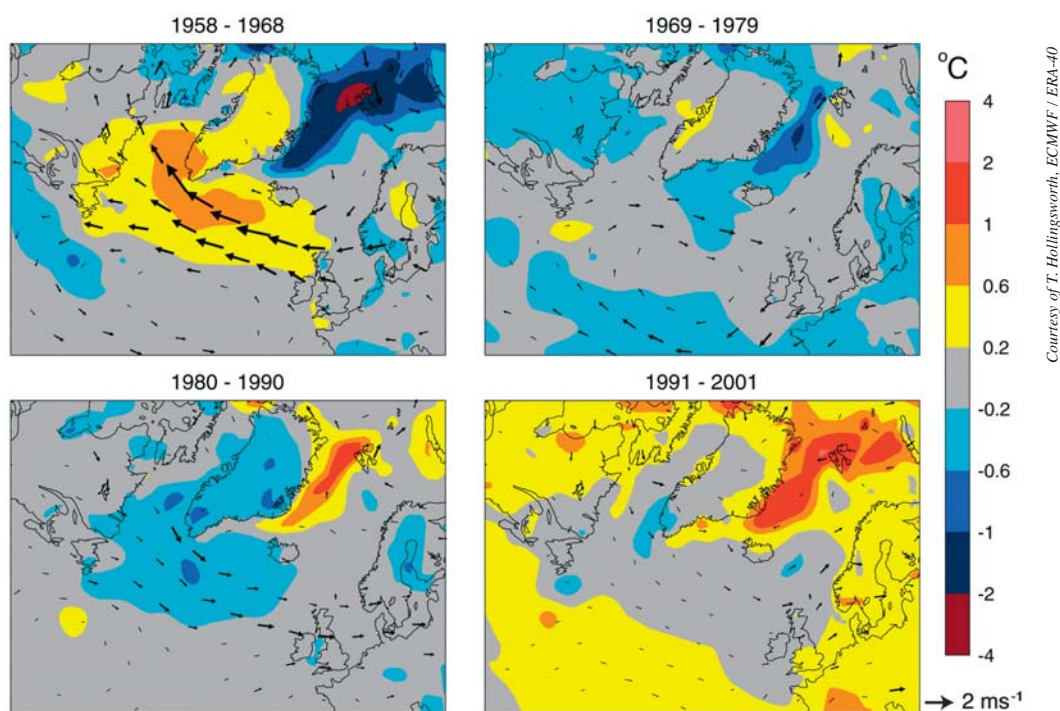 1958 - 1968
1969 - 1979
°C
4
2
1
0.6
0.2
-0.2
-0.6
-1
-2
-4
Courtesy of T. Hollingsworth, ECMWF / ERA-40
1980 - 1990
1991 - 2001
2 ms⁻¹